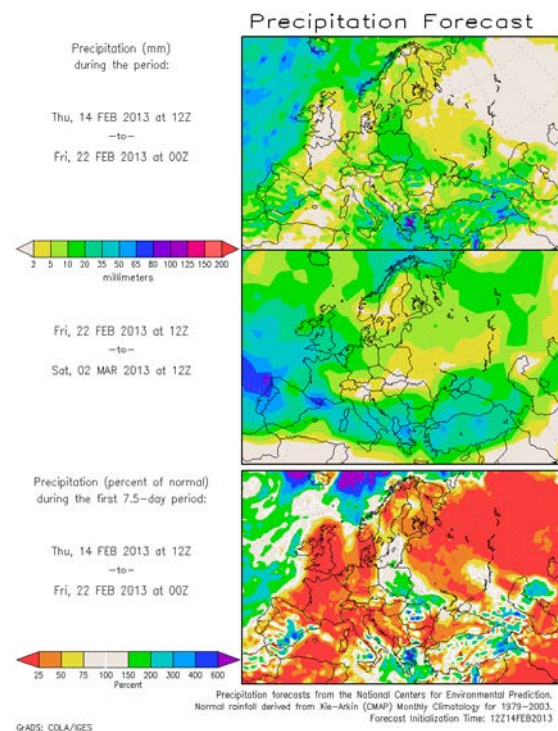 Precipitation Forecast
Precipitation (mm)
during the period:
Thu, 14 FEB 2013 at 12Z
-to-
Fri, 22 FEB 2013 at 00Z
2 5 10 20 35 50 65 80 100 125 150 200
millimeters
Fri, 22 FEB 2013 at 12Z
-to-
Sat, 02 MAR 2013 at 12Z
Precipitation (percent of normal)
during the first 7.5-day period:
Thu, 14 FEB 2013 at 12Z
-to-
Fri, 22 FEB 2013 at 00Z
25 50 75 100 150 200 300 400 600
Percent
Precipitation forecasts from the National Centers for Environmental Prediction.
Normal rainfall derived from Xie-Arkin (CMAP) Monthly Climatology for 1979-2003.
Forecast Initialization Time: 12Z14FEB2013
GrADS: COLA/IGES